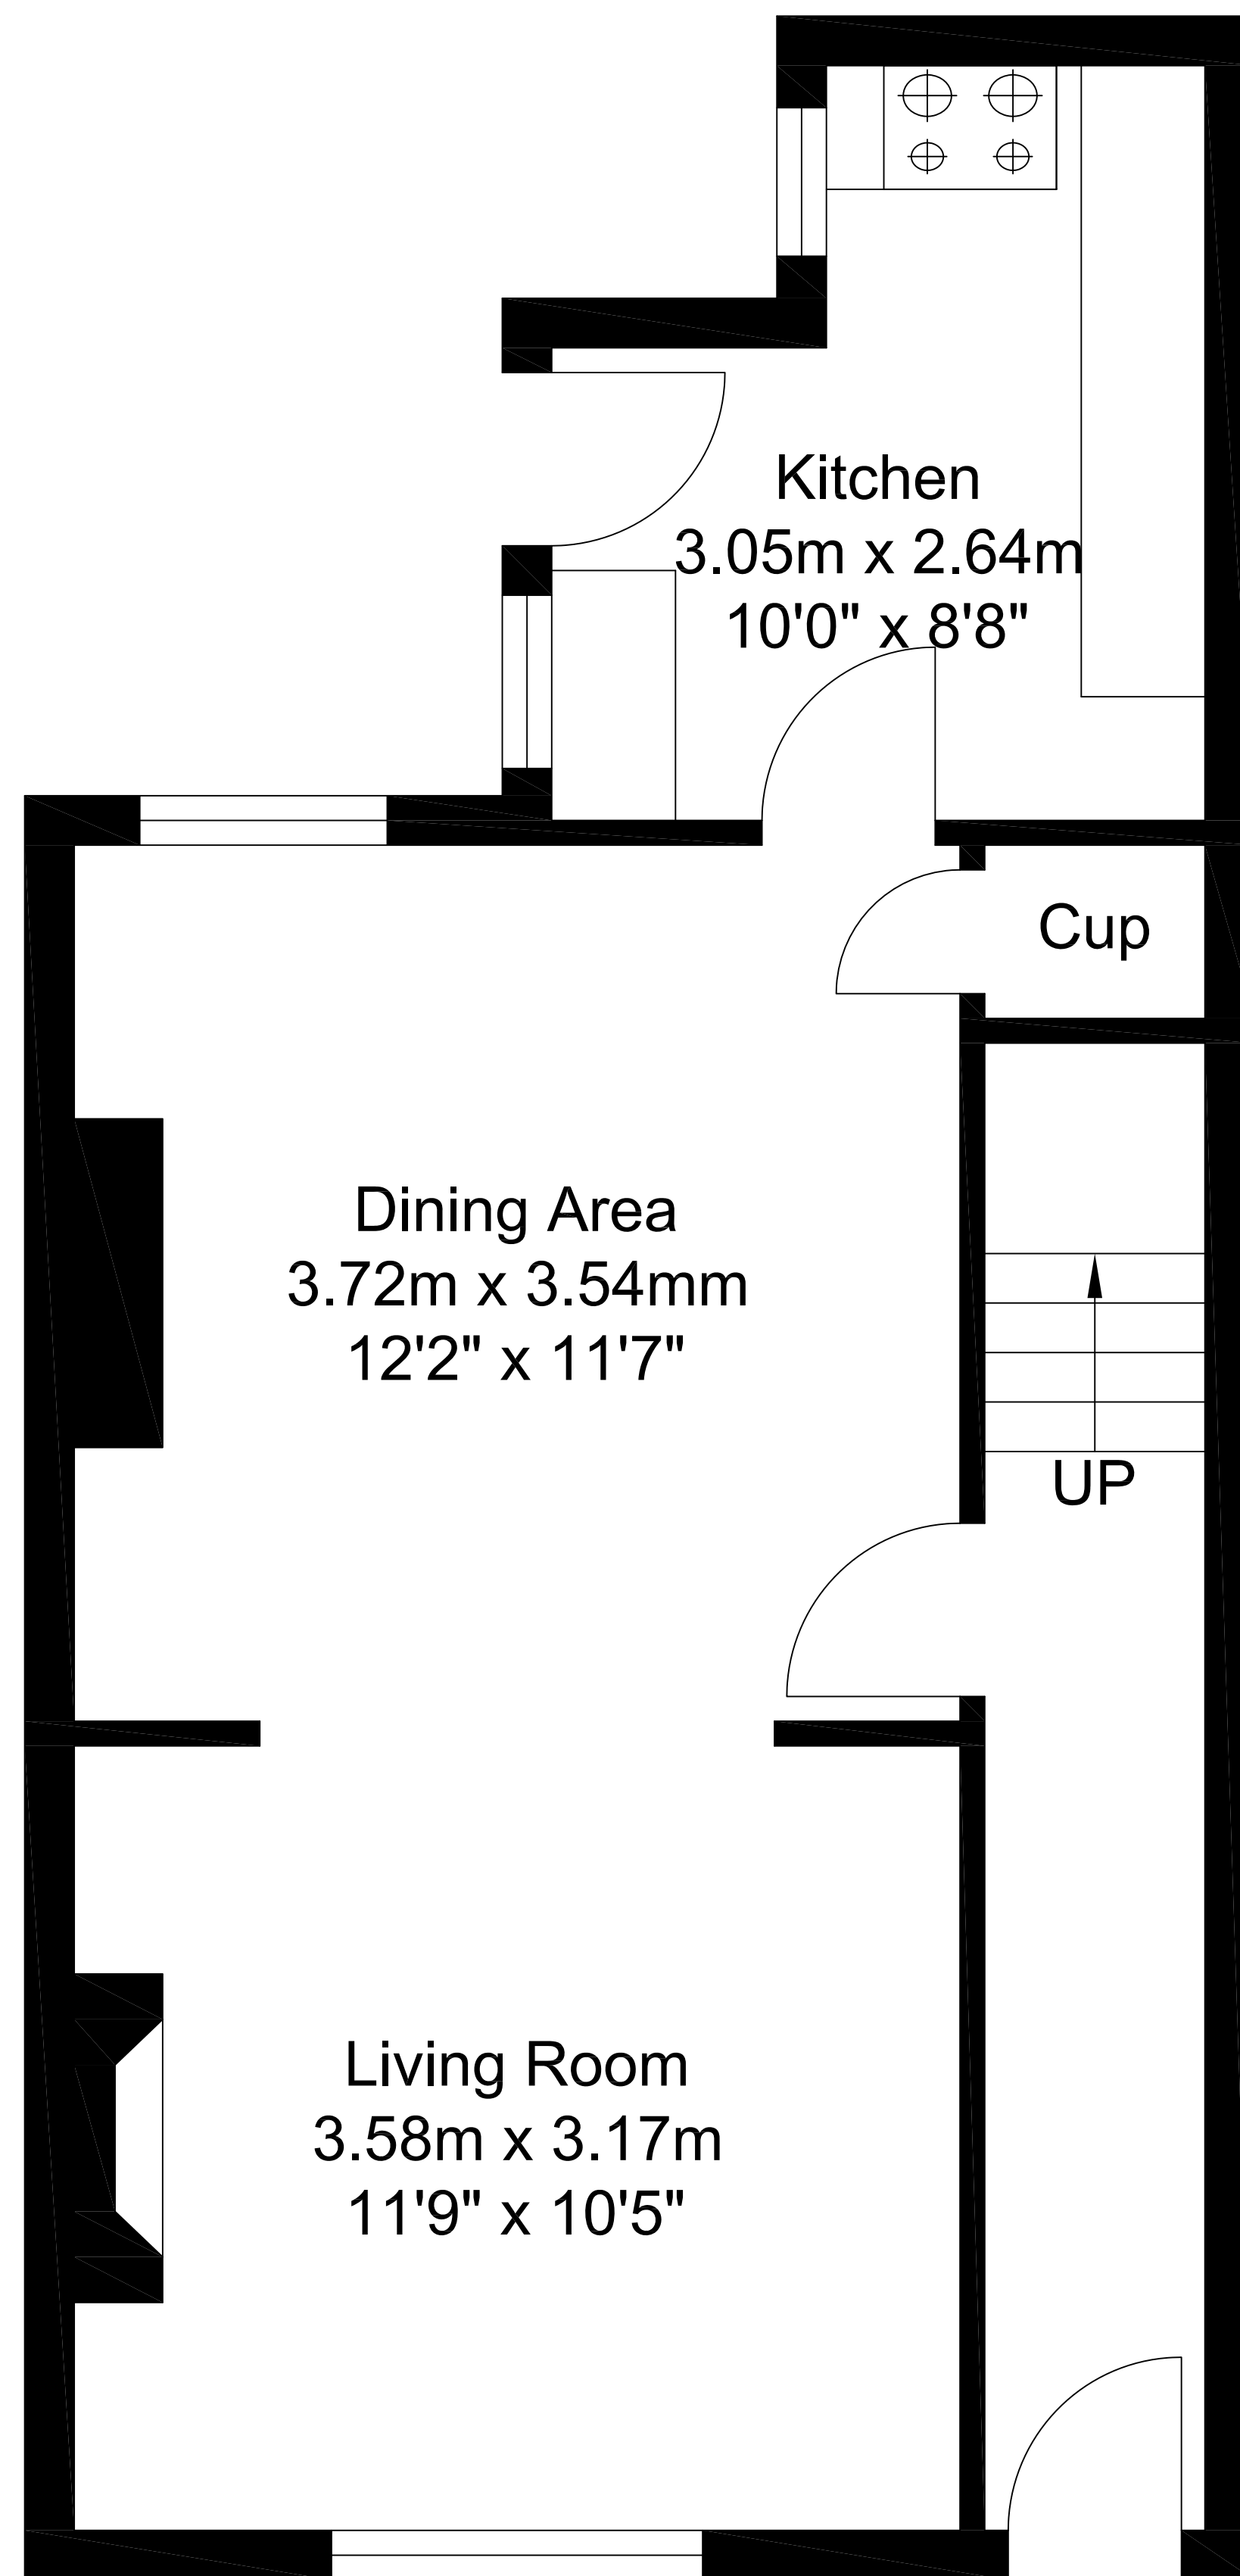 Kitchen
3.05m x 2.64m
10'0" x 8'8"
Cup
Dining Area
3.72m x 3.54mm
12'2" x 11'7"
UP
Living Room
3.58m x 3.17m
11'9" x 10'5"